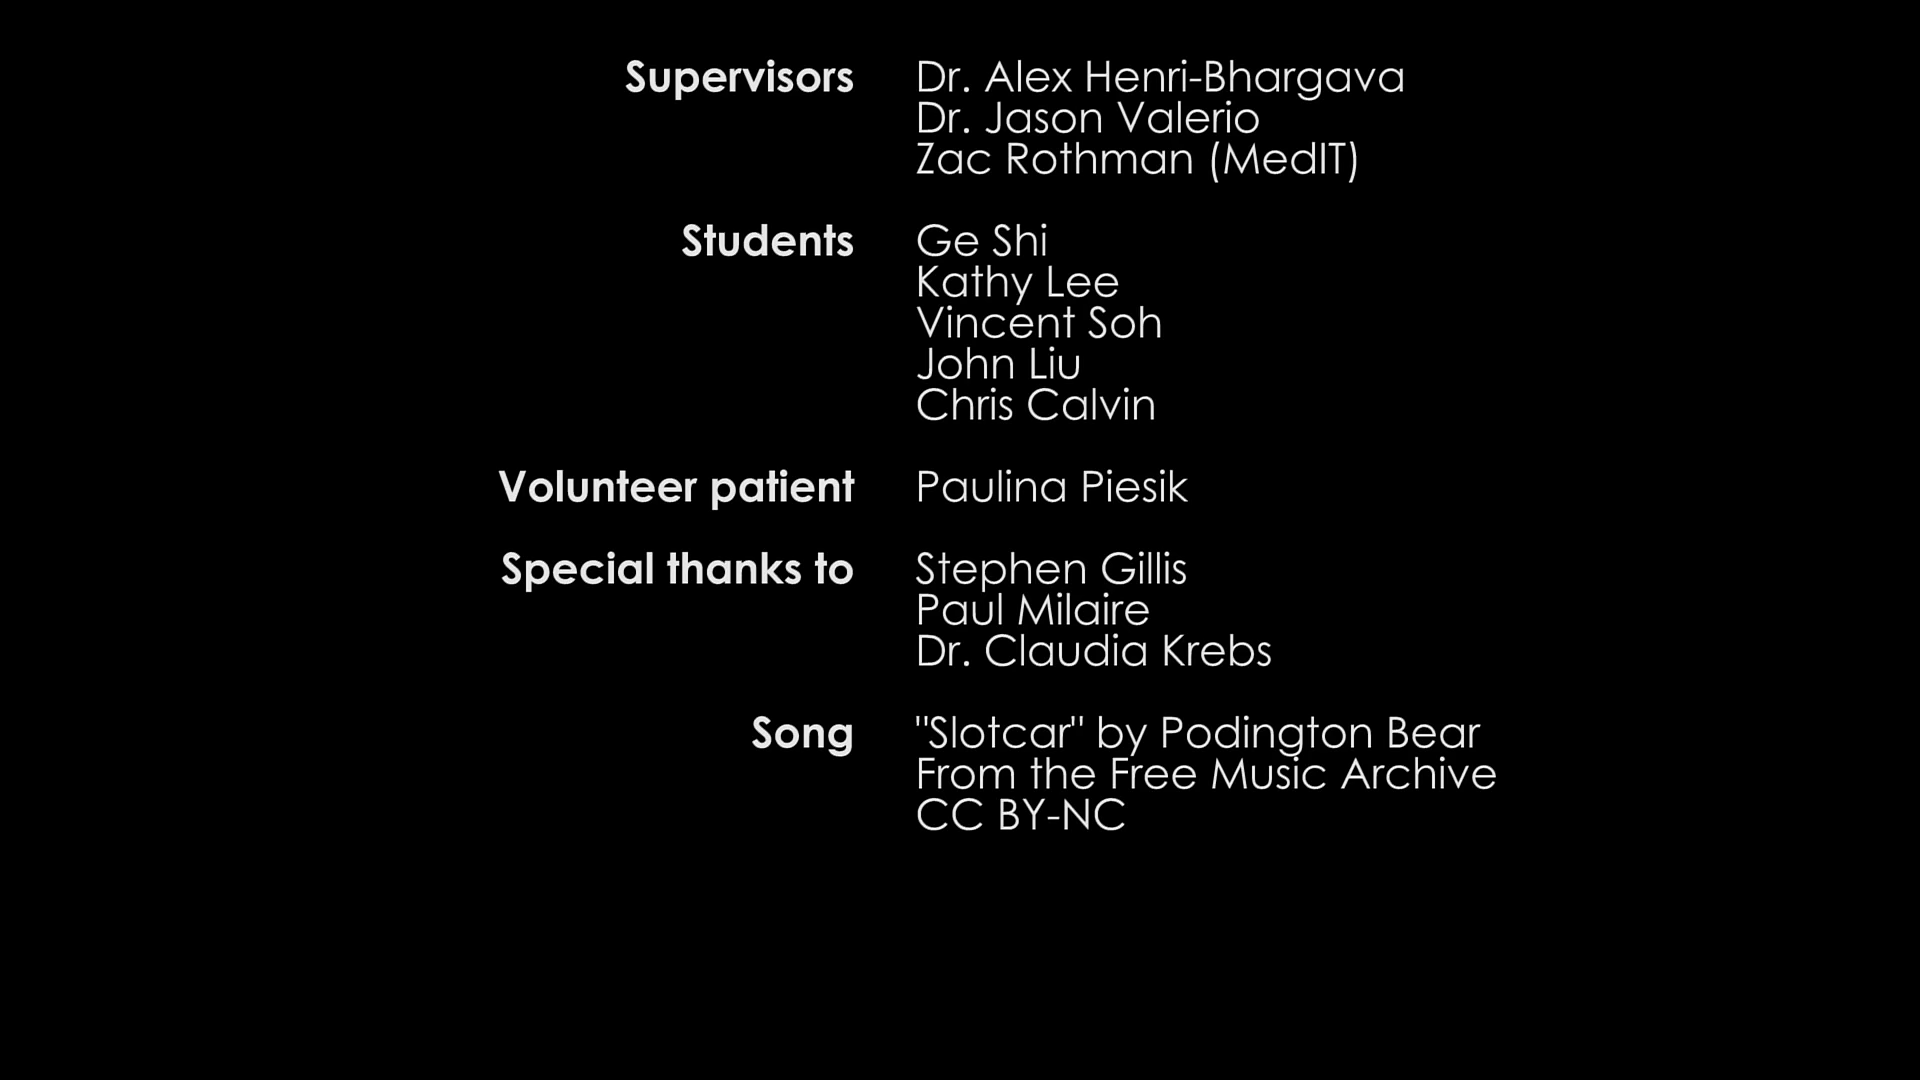 Supervisors Dr. Alex Henri-Bhargava
Dr. Jason Valerio
Zac Rothman (MedIT)
Students Ge Shi
Kathy Lee
Vincent Soh
John Liu
Chris Calvin
Volunteer patient Paulina Piesik
Special thanks to Stephen Gillis
Paul Milaire
Dr. Claudia Krebs
Song "Slotcar" by Podington Bear
From the Free Music Archive
CC BY-NC